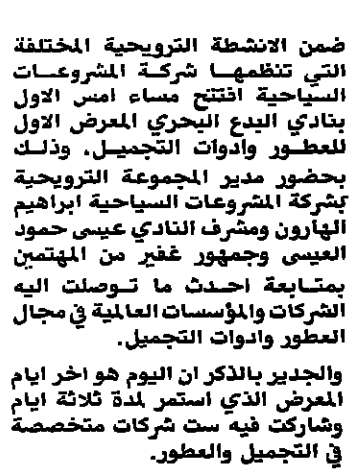 ضمن الانشطة الترويحية المختلفة
التي تنظمها شركة المشروعات
السياحية افتتح مساء امس الاول
بنادي البدع البحري المعرض الاول
للعطور وادوات التجميل، وذلك
بحضور مدير المجموعة الترويحية
بشركة المشروعات السياحية ابراهيم
الهارون ومشرف النادي عيسى حمود
العيسى وجمهور غفير من المهتمين
بمتابعة احدث ما توصلت اليه
الشركات والمؤسسات العالمية في مجال
العطور وادوات التجميل.
والجدير بالذكر ان اليوم هو اخر ايام
المعرض الذي استمر لمدة ثلاثة ايام
وشاركت فيه ست شركات متخصصة
في التجميل والعطور.